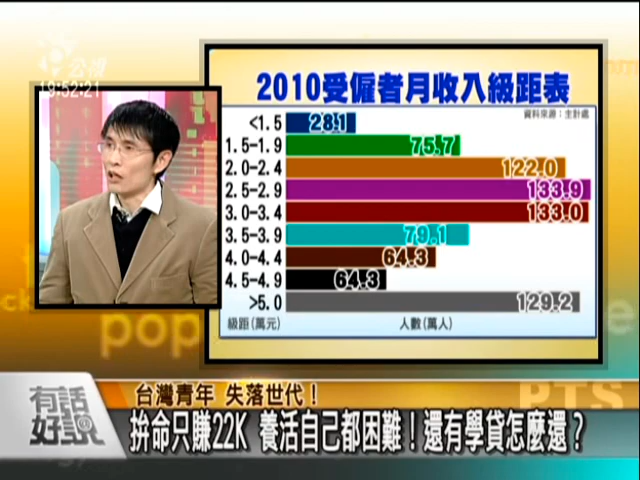 公視
19:52:21
2010受僱者月收入級距表
資料來源：主計處
<1.5 28.1
1.5-1.9 75.7
2.0-2.4 122.0
2.5-2.9 133.9
3.0-3.4 133.0
3.5-3.9 79.1
4.0-4.4 64.3
4.5-4.9 64.3
>5.0 129.2
級距(萬元) 人數(萬人)
pop
PTS
有話好說
台灣青年 失落世代！
拚命只賺22K 養活自己都困難！還有學貸怎麼還？